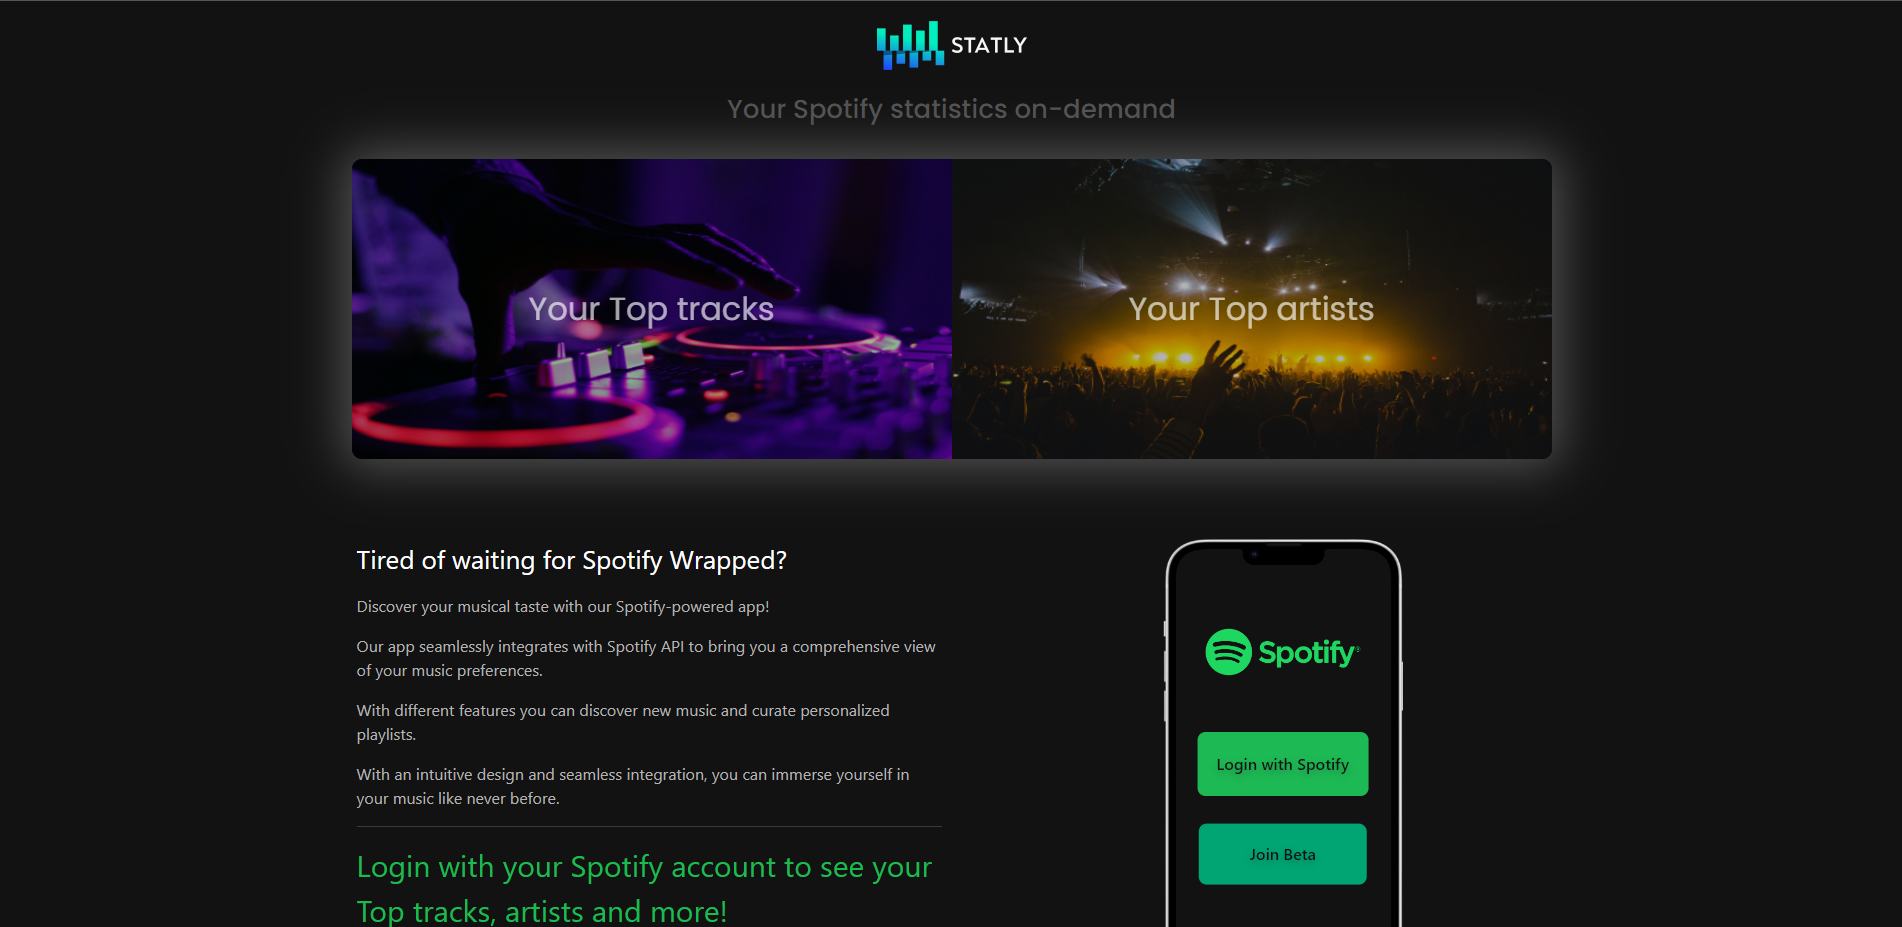 STATLY
Your Spotify statistics on-demand
Your Top tracks
Your Top artists
Tired of waiting for Spotify Wrapped?
Discover your musical taste with our Spotify-powered app!
Our app seamlessly integrates with Spotify API to bring you a comprehensive view
of your music preferences.
With different features you can discover new music and curate personalized
playlists.
With an intuitive design and seamless integration, you can immerse yourself in
your music like never before.
Login with your Spotify account to see your
Top tracks, artists and more!
Spotify®
Login with Spotify
Join Beta